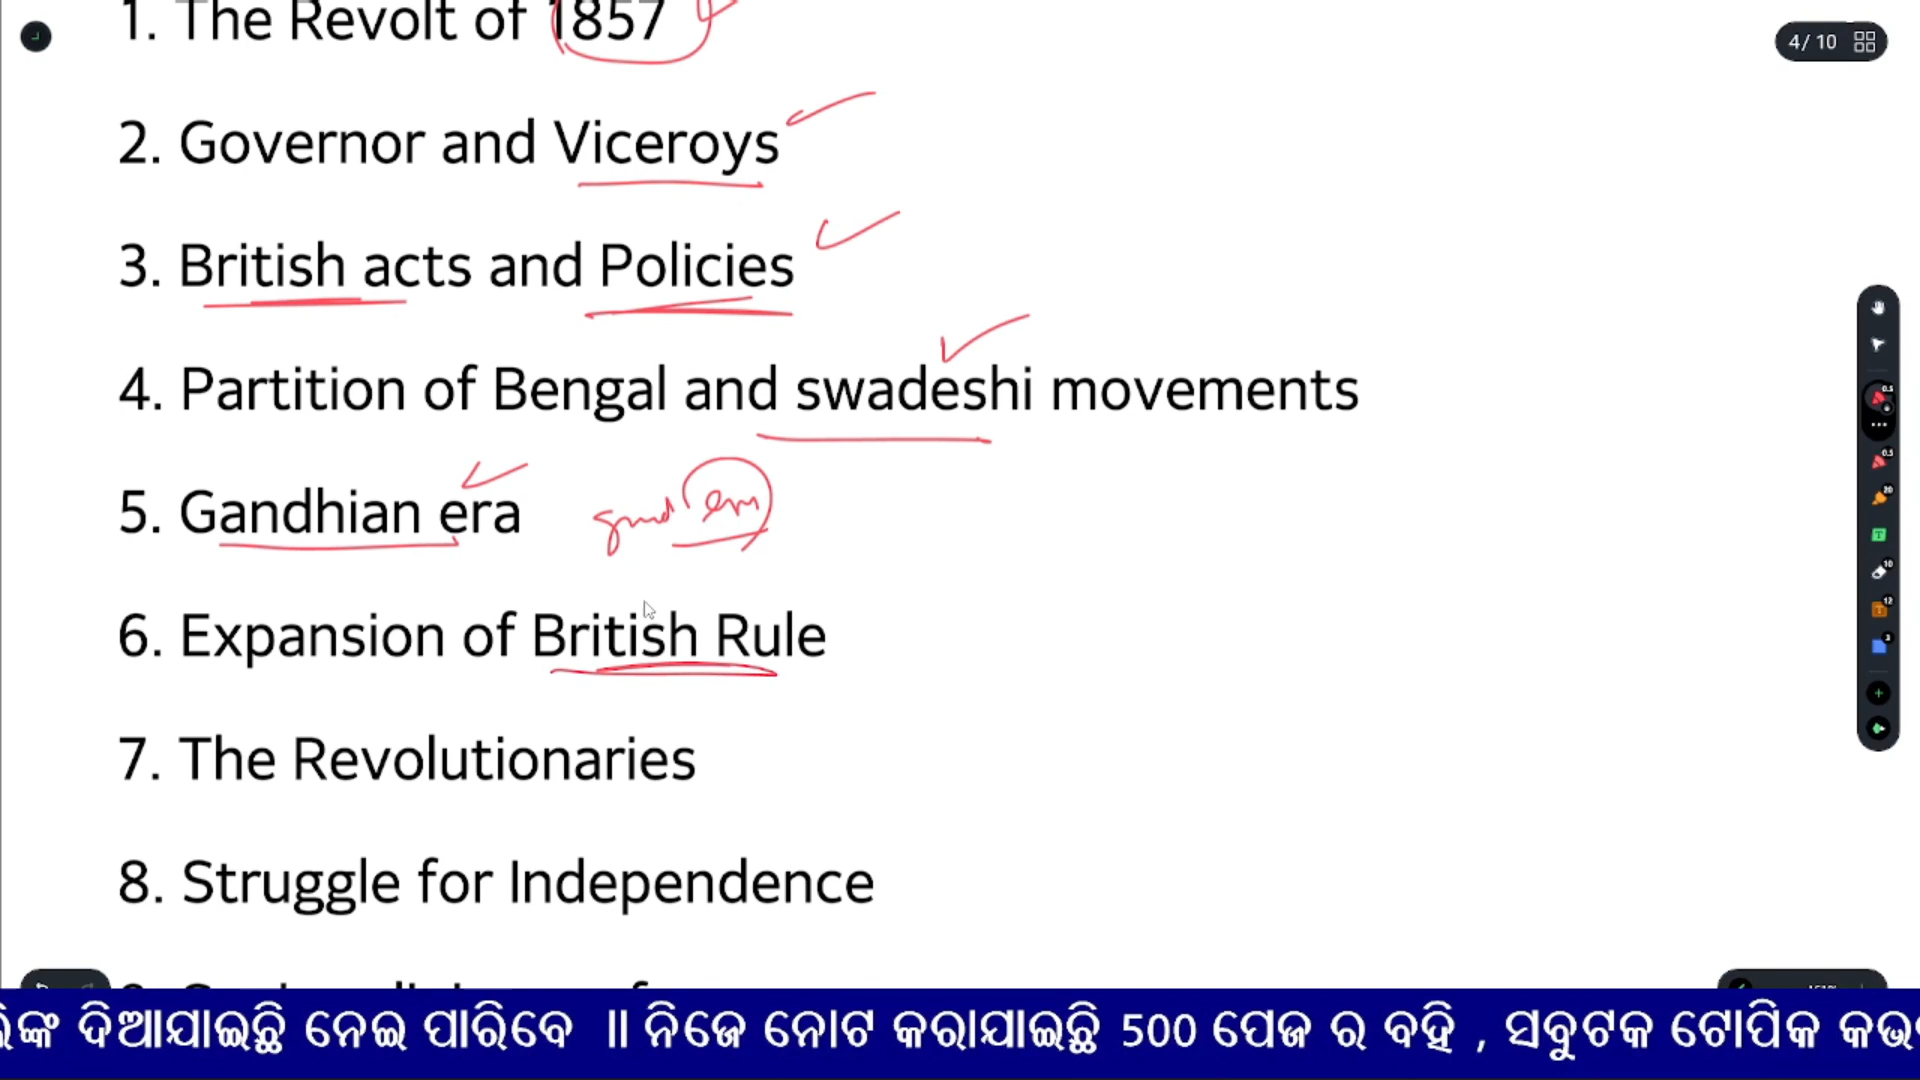 1. The Revolt of 1857
4/ 10
2. Governor and Viceroys
3. British acts and Policies
4. Partition of Bengal and swadeshi movements
5. Gandhian era
6. Expansion of British Rule
7. The Revolutionaries
8. Struggle for Independence
ଦିଆଯାଇଛି ନେଇ ପାରିବେ ॥ ନିଜେ ନୋଟ କରାଯାଇଛି 500 ପେଜ ର ବହି , ସବୁଟକ ଟୋପିକ